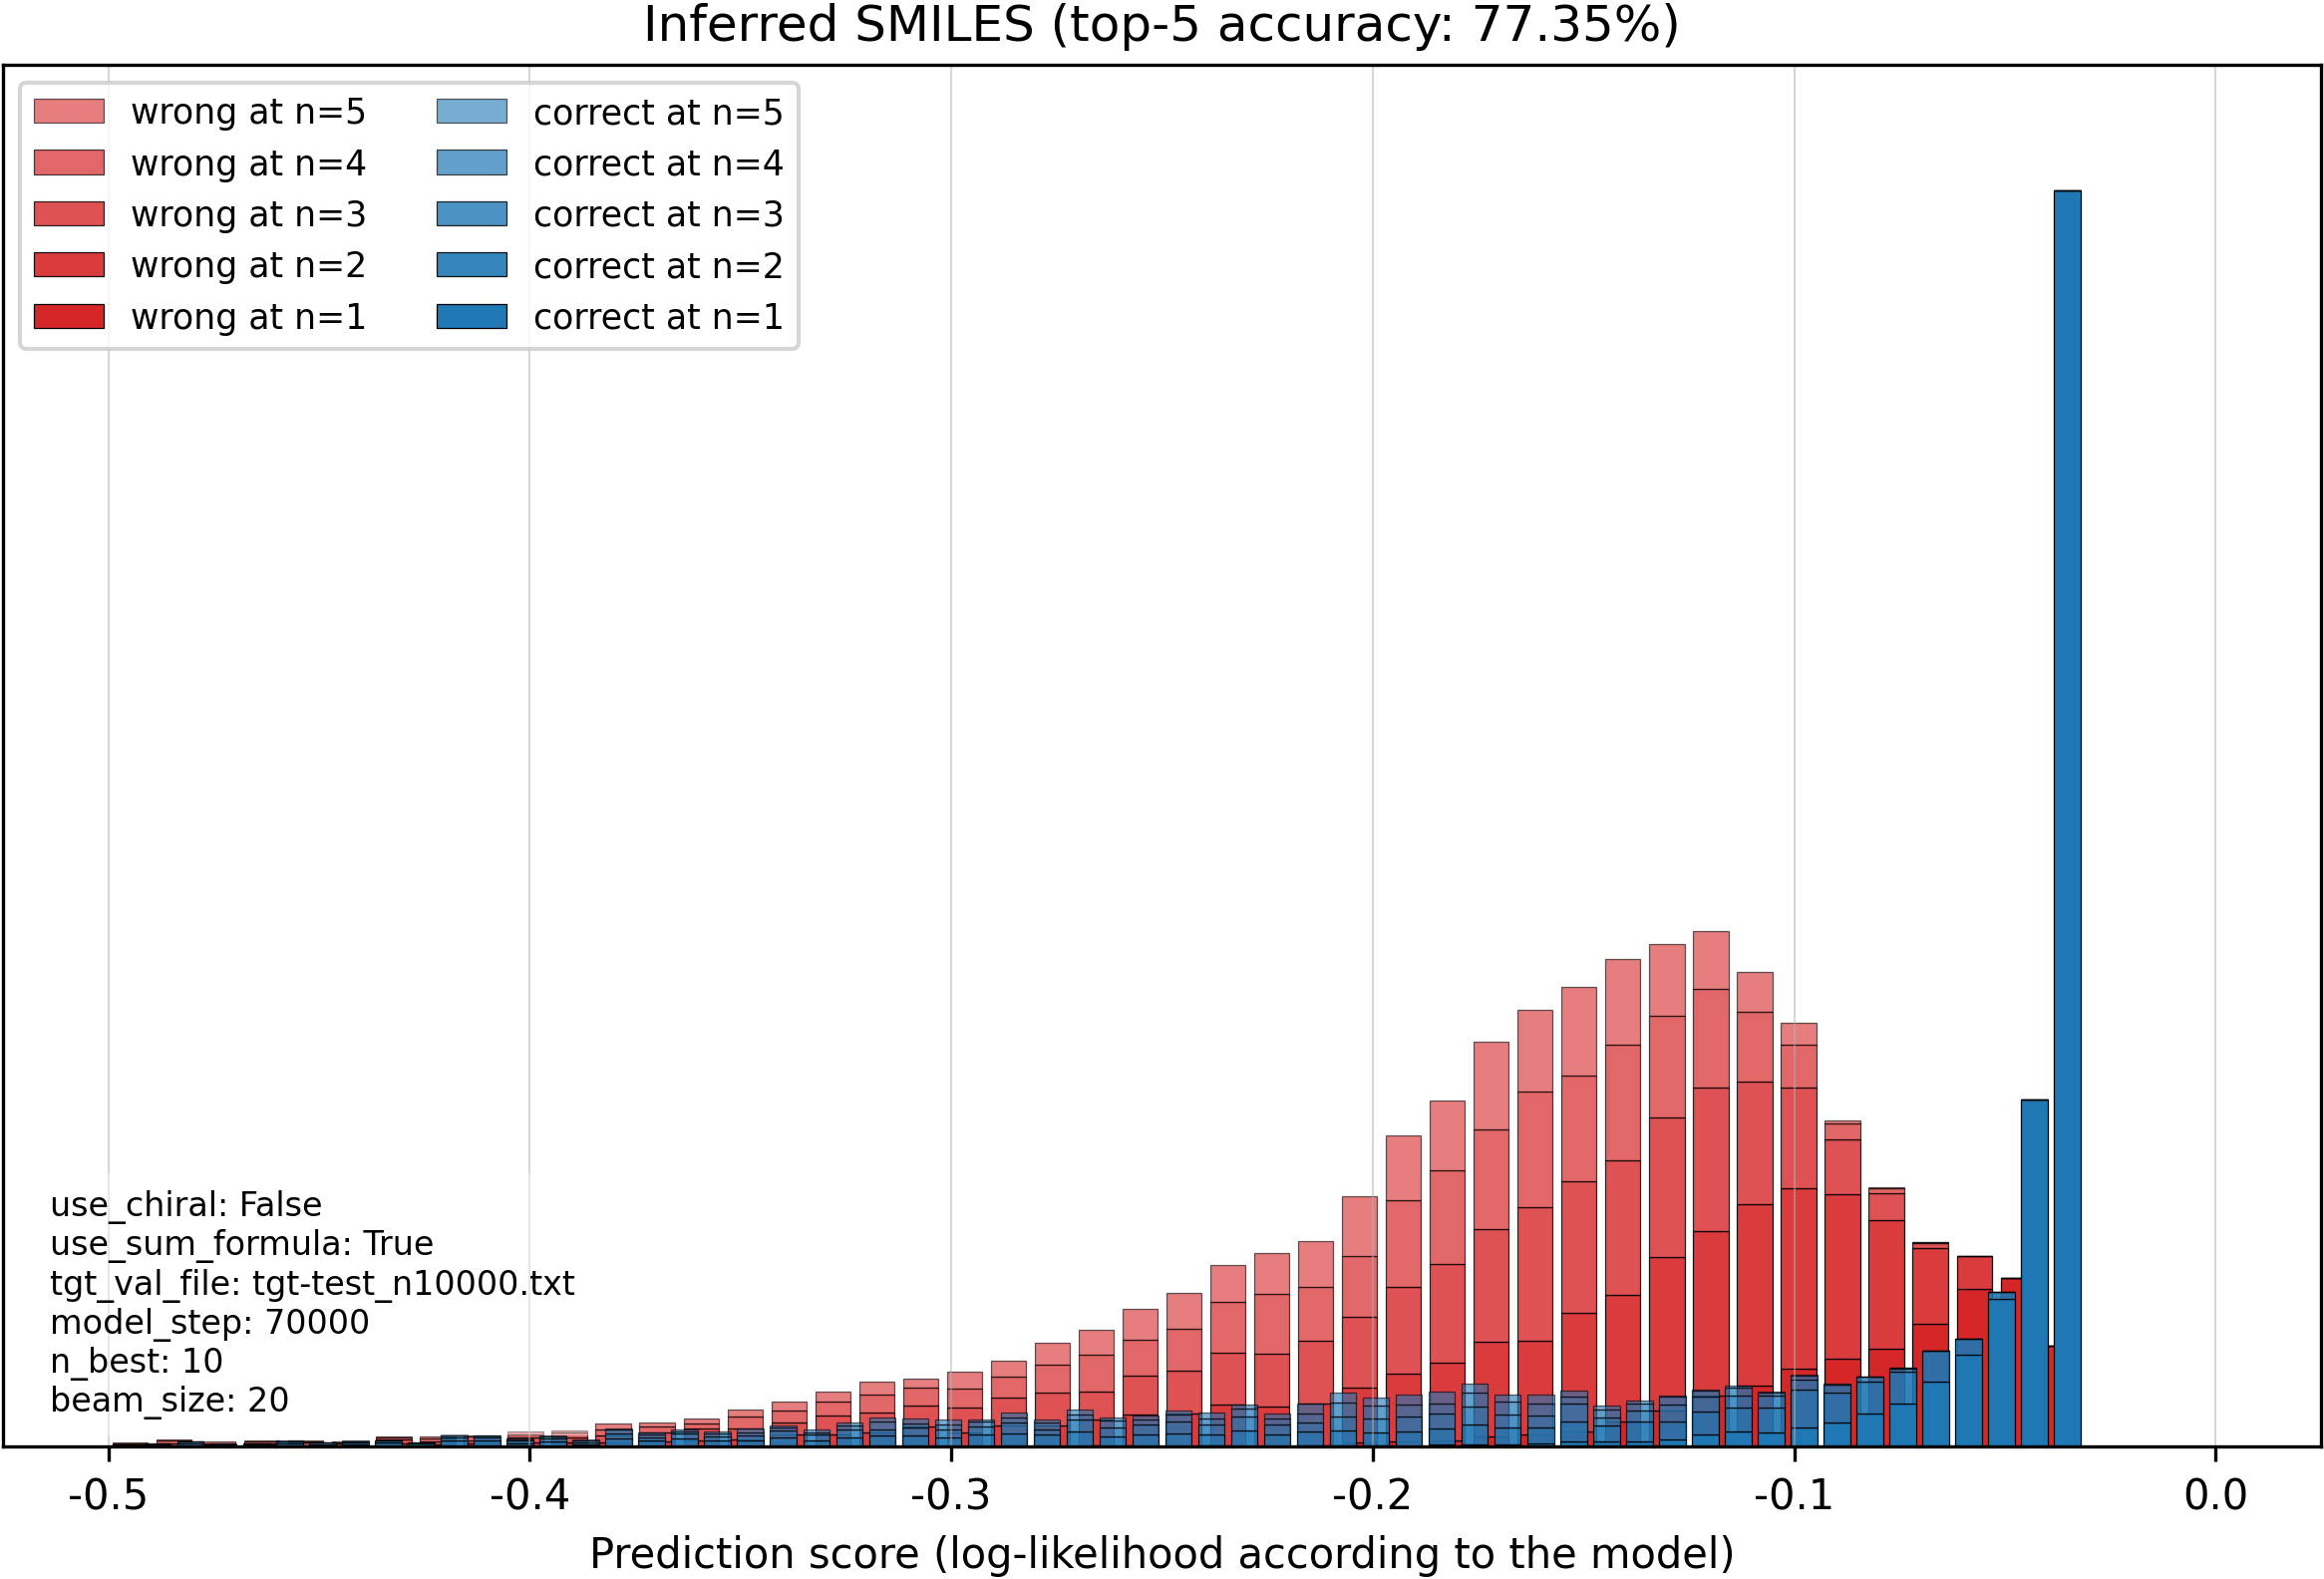 Inferred SMILES (top-5 accuracy: 77.35%)
wrong at n=5
wrong at n=4
wrong at n=3
wrong at n=2
wrong at n=1
correct at n=5
correct at n=4
correct at n=3
correct at n=2
correct at n=1
use_chiral: False
use_sum_formula: True
tgt_val_file: tgt-test_n10000.txt
model_step: 70000
n_best: 10
beam_size: 20
-0.5 -0.4 -0.3 -0.2 -0.1 0.0
Prediction score (log-likelihood according to the model)